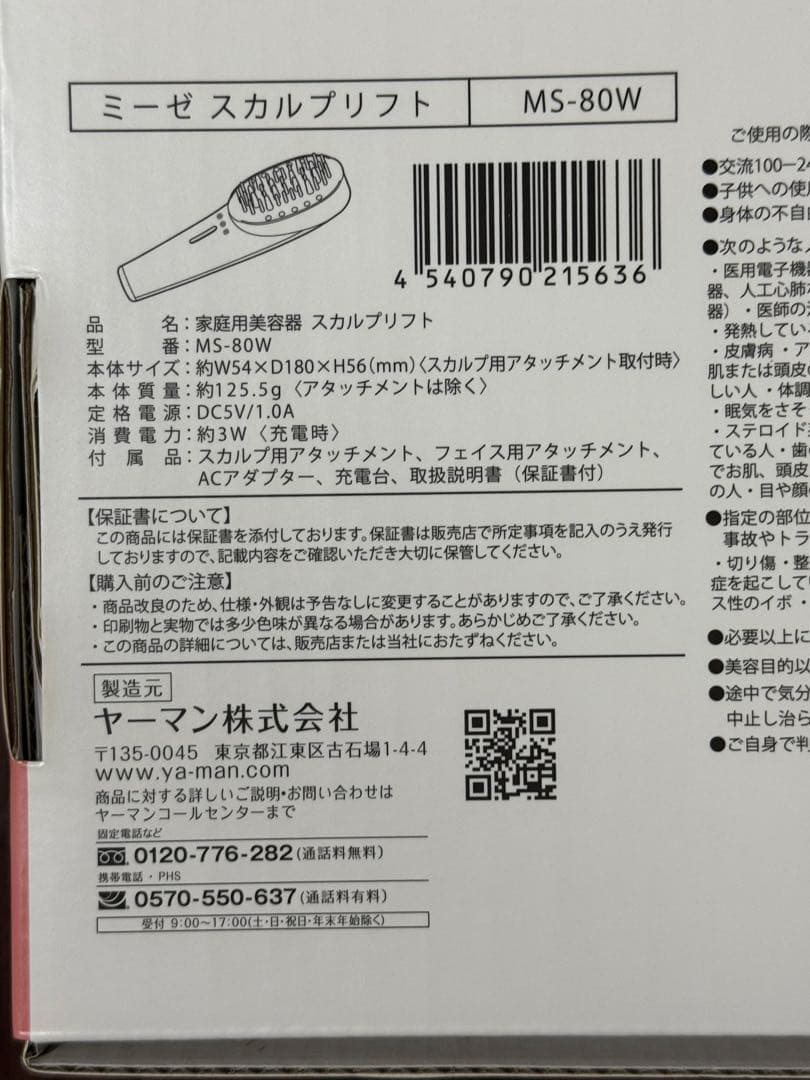 ミーゼ スカルプリフト MS-80W
4 540790 215636
品名：家庭用美容器 スカルプリフト
型番：MS-80W
本体サイズ：約W54×D180×H56(mm)〈スカルプ用アタッチメント取付時〉
本体質量：約125.5g〈アタッチメントは除く〉
定格電源：DC5V/1.0A
消費電力：約3W〈充電時〉
付属品：スカルプ用アタッチメント、フェイス用アタッチメント、
ACアダプター、充電台、取扱説明書（保証書付）
【保証書について】
この商品には保証書を添付しております。保証書は販売店で所定事項を記入のうえ発行
しておりますので、記載内容をご確認いただき大切に保管してください。
【購入前のご注意】
・商品改良のため、仕様・外観は予告なしに変更することがありますので、ご了承ください。
・印刷物と実物では多少色味が異なる場合があります。あらかじめご了承ください。
・この商品の詳細については、販売店または当社におたずねください。
製造元
ヤーマン株式会社
〒135-0045 東京都江東区古石場1-4-4
www.ya-man.com
商品に対する詳しいご説明・お問い合わせは
ヤーマンコールセンターまで
固定電話など
0120-776-282(通話料無料)
携帯電話・PHS
0570-550-637(通話料有料)
受付 9:00～17:00(土・日・祝日・年末年始除く)
ご使用の際
●交流100-2
●子供への使
●身体の不自
●次のような
・医用電子機
器、人工心肺
器）・医師の
・発熱してい
・皮膚病・ア
肌または頭皮
しい人・体調
・眠気をさそ
・ステロイド
ている人・歯
でお肌、頭皮
の人・目や顔
●指定の部位
事故やトラ
・切り傷・整
症を起こして
ス性のイボ・
●必要以上に
●美容目的以
●途中で気分
中止し治ら
●ご自身で判